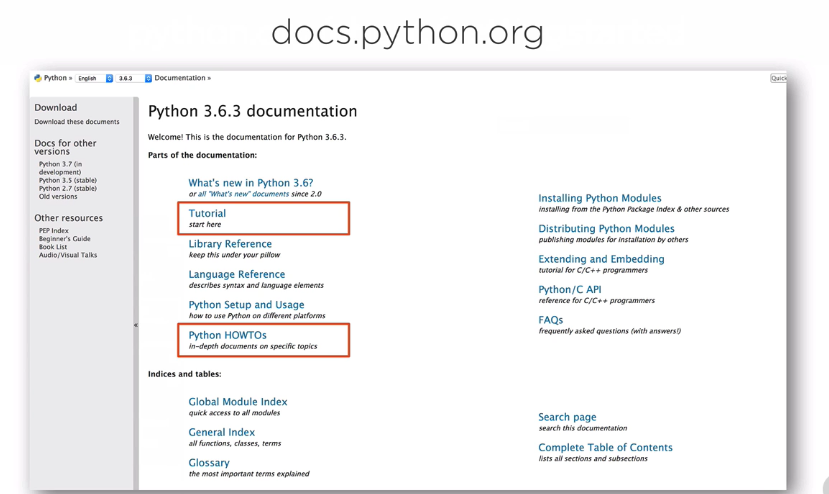 docs.python.org
Python » English 3.6.3 Documentation »
Quick
Download
Download these documents
Docs for other
versions
Python 3.7 (in
development)
Python 3.5 (stable)
Python 2.7 (stable)
Old versions
Other resources
PEP Index
Beginner's Guide
Book List
Audio/Visual Talks
«
Python 3.6.3 documentation
Welcome! This is the documentation for Python 3.6.3.
Parts of the documentation:
What's new in Python 3.6?
or all "What's new" documents since 2.0
Tutorial
start here
Library Reference
keep this under your pillow
Language Reference
describes syntax and language elements
Python Setup and Usage
how to use Python on different platforms
Python HOWTOs
in-depth documents on specific topics
Installing Python Modules
installing from the Python Package Index & other sources
Distributing Python Modules
publishing modules for installation by others
Extending and Embedding
tutorial for C/C++ programmers
Python/C API
reference for C/C++ programmers
FAQs
frequently asked questions (with answers!)
Indices and tables:
Global Module Index
quick access to all modules
General Index
all functions, classes, terms
Glossary
the most important terms explained
Search page
search this documentation
Complete Table of Contents
lists all sections and subsections